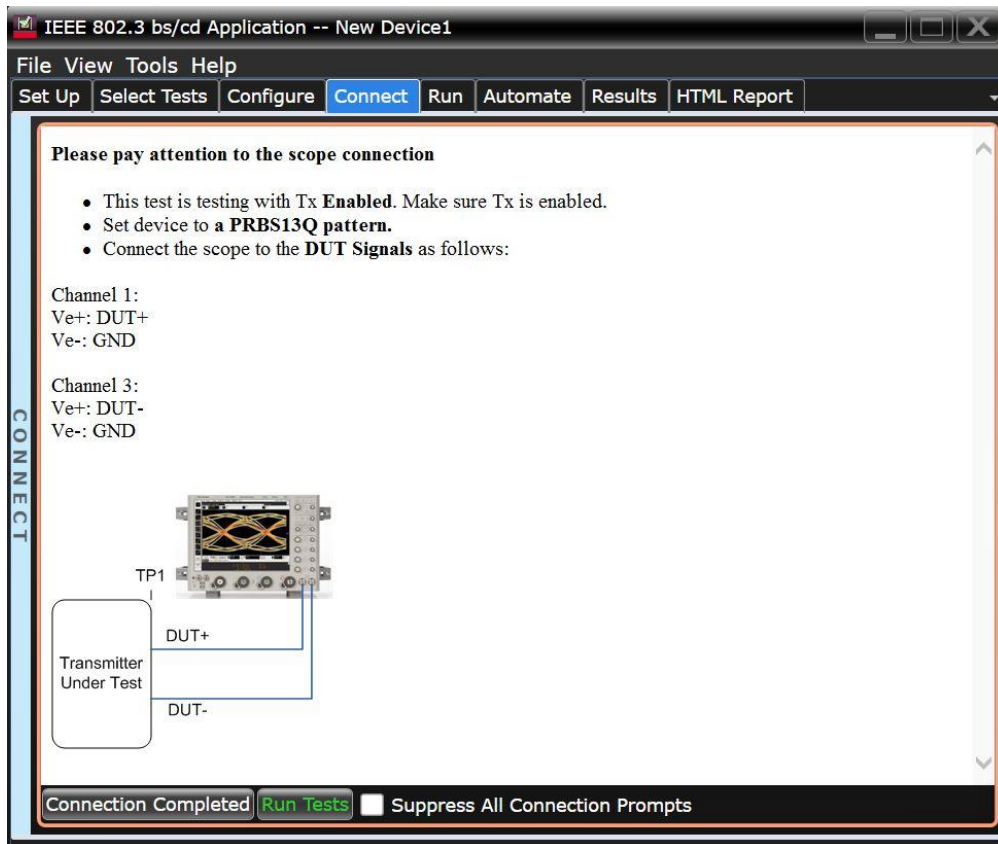 IEEE 802.3 bs/cd Application -- New Device1
File View Tools Help
Set Up Select Tests Configure Connect Run Automate Results HTML Report
CONNECT
Please pay attention to the scope connection
• This test is testing with Tx Enabled. Make sure Tx is enabled.
• Set device to a PRBS13Q pattern.
• Connect the scope to the DUT Signals as follows:
Channel 1:
Ve+: DUT+
Ve-: GND
Channel 3:
Ve+: DUT-
Ve-: GND
TP1
DUT+
Transmitter
Under Test
DUT-
Connection Completed Run Tests Suppress All Connection Prompts